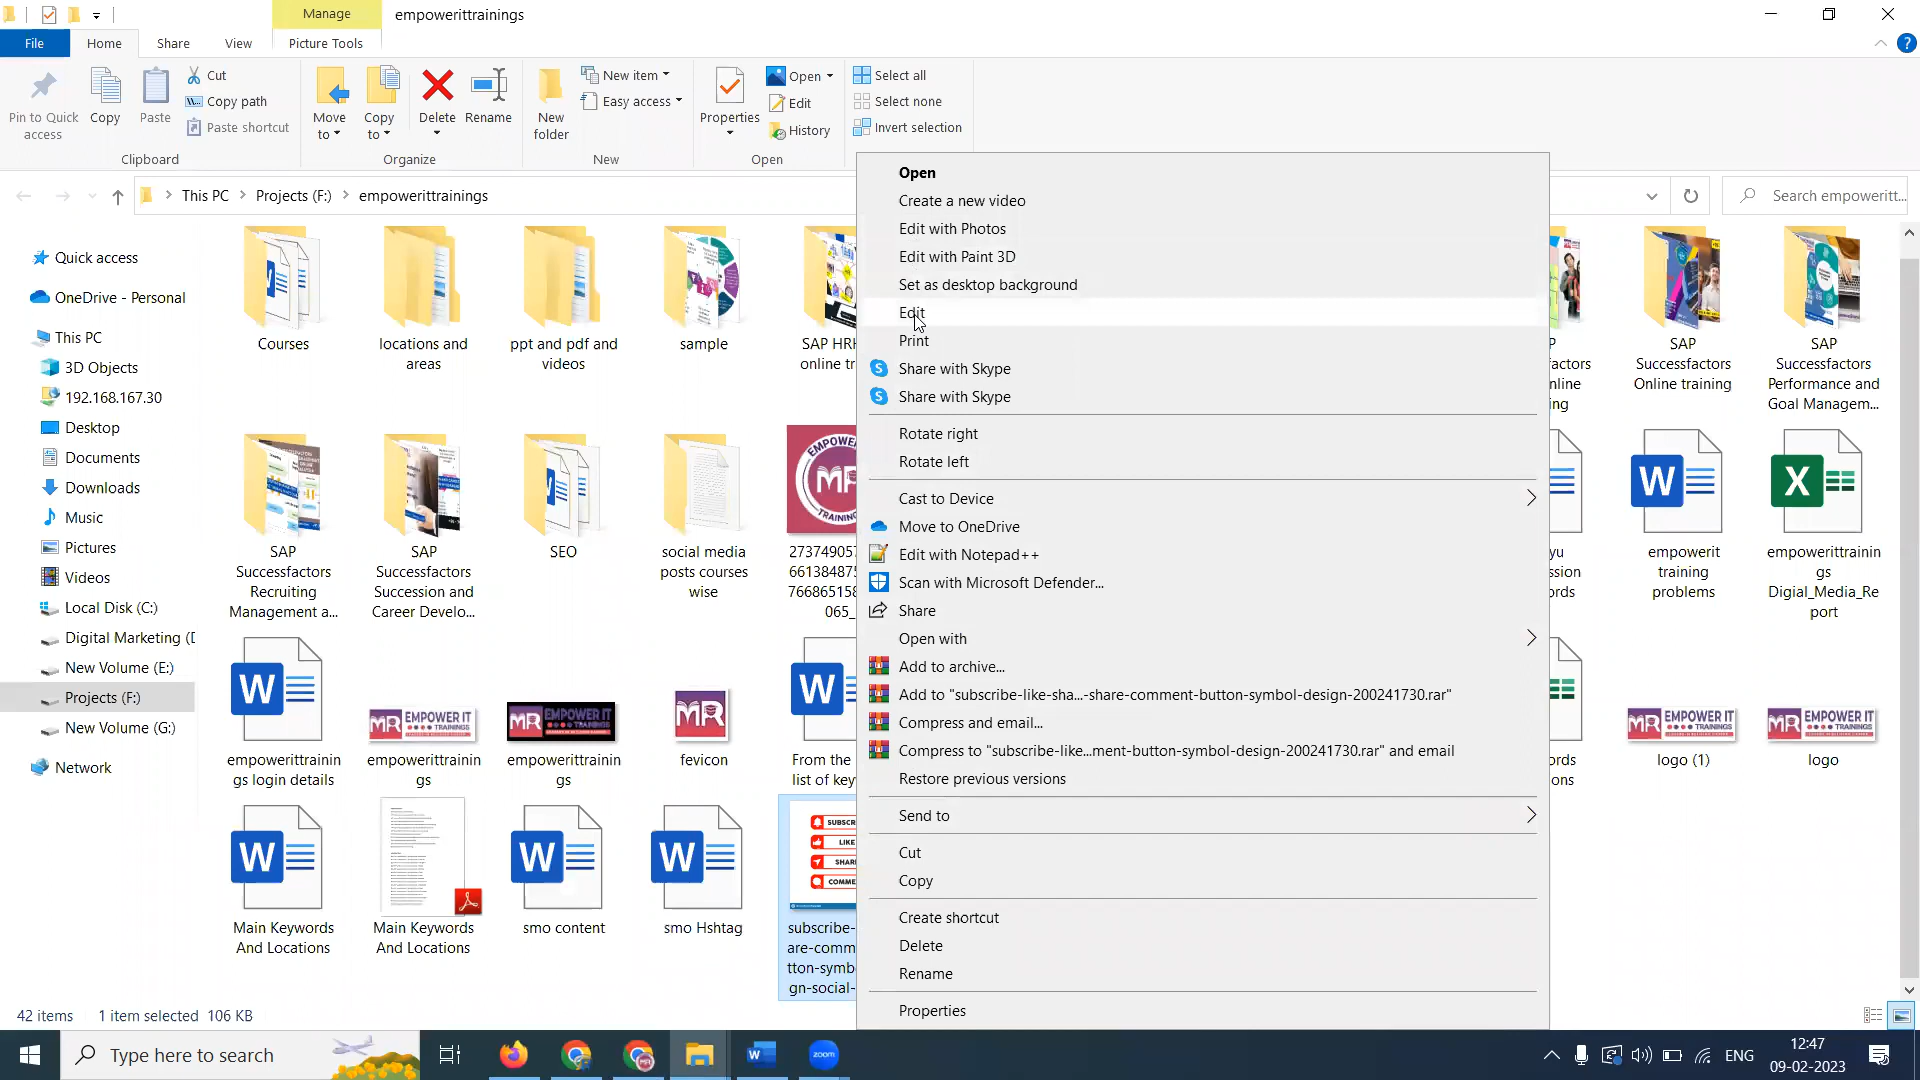 Manage
empowerittrainings
File
Home
Share
View
Picture Tools
Pin to Quick
access
Copy
Paste
Cut
Copy path
Paste shortcut
Clipboard
Move
to
Copy
to
Delete
Rename
Organize
New
folder
New item
Easy access
New
Properties
Open
Edit
History
Open
Select all
Select none
Invert selection
This PC
Projects (F:)
empowerittrainings
Search empoweritt...
Quick access
OneDrive - Personal
This PC
3D Objects
192.168.167.30
Desktop
Documents
Downloads
Music
Pictures
Videos
Local Disk (C:)
Digital Marketing (D
New Volume (E:)
Projects (F:)
New Volume (G:)
Network
Courses
locations and
areas
ppt and pdf and
videos
sample
SAP HRH
online tr
SAP
Successfactors
Online training
SAP
Successfactors
Performance and
Goal Managem...
SAP
Successfactors
Recruiting
Management a...
SAP
Successfactors
Succession and
Career Develo...
SEO
social media
posts courses
wise
27374905
66138487
76686515
065_
empowerit
training
problems
empowerittrainin
gs
Digial_Media_Re
port
empowerittrainin
gs login details
empowerittrainin
gs
empowerittrainin
gs
fevicon
From the
list of key
logo (1)
logo
Main Keywords
And Locations
Main Keywords
And Locations
smo content
smo Hshtag
subscribe-
are-comm
tton-symb
gn-social-
Open
Create a new video
Edit with Photos
Edit with Paint 3D
Set as desktop background
Edit
Print
Share with Skype
Share with Skype
Rotate right
Rotate left
Cast to Device
Move to OneDrive
Edit with Notepad++
Scan with Microsoft Defender...
Share
Open with
Add to archive...
Add to "subscribe-like-sha...-share-comment-button-symbol-design-200241730.rar"
Compress and email...
Compress to "subscribe-like...ment-button-symbol-design-200241730.rar" and email
Restore previous versions
Send to
Cut
Copy
Create shortcut
Delete
Rename
Properties
42 items
1 item selected 106 KB
Type here to search
zoom
ENG
12:47
09-02-2023